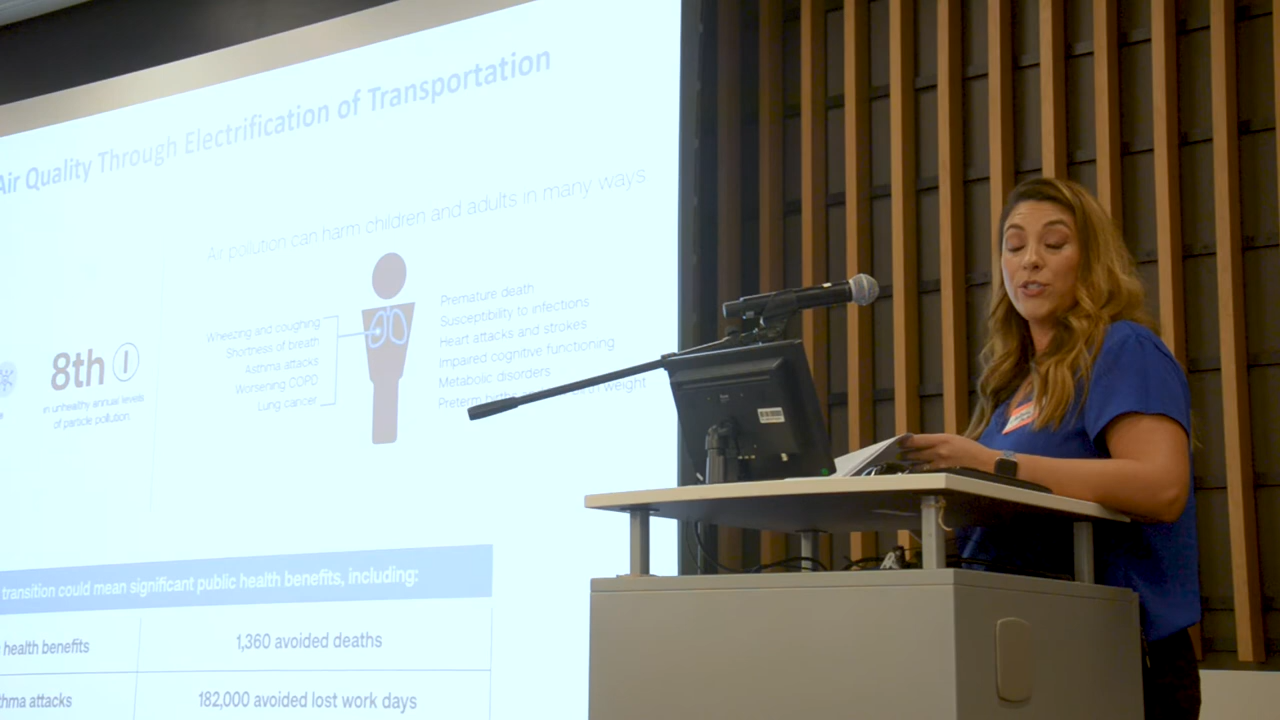 Air Quality Through Electrification of Transportation
Air pollution can harm children and adults in many ways
8th
in unhealthy annual levels
of particle pollution.
Wheezing and coughing
Shortness of breath
Asthma attacks
Worsening COPD
Lung cancer
Premature death
Susceptibility to infections
Heart attacks and strokes
Impaired cognitive functioning
Metabolic disorders
Preterm births weight
transition could mean significant public health benefits, including:
health benefits
1,360 avoided deaths
attacks
182,000 avoided lost work days